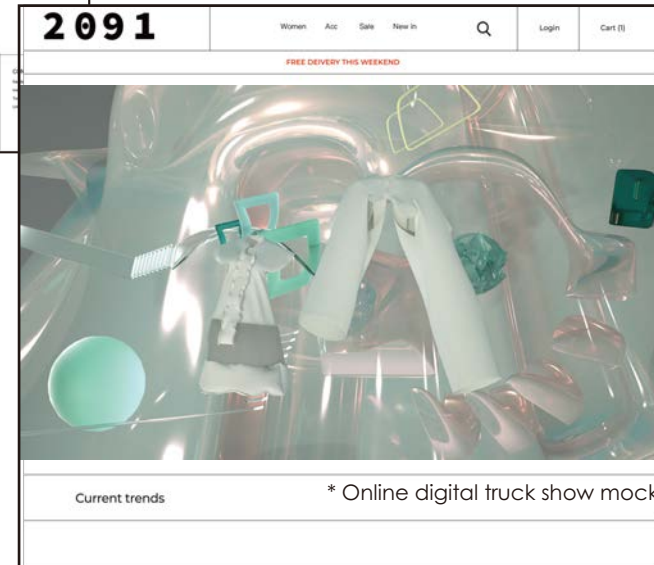 2091
Women Acc Sale New in Login Cart (1)
FREE DEIVERY THIS WEEKEND
Current trends
* Online digital truck show mock